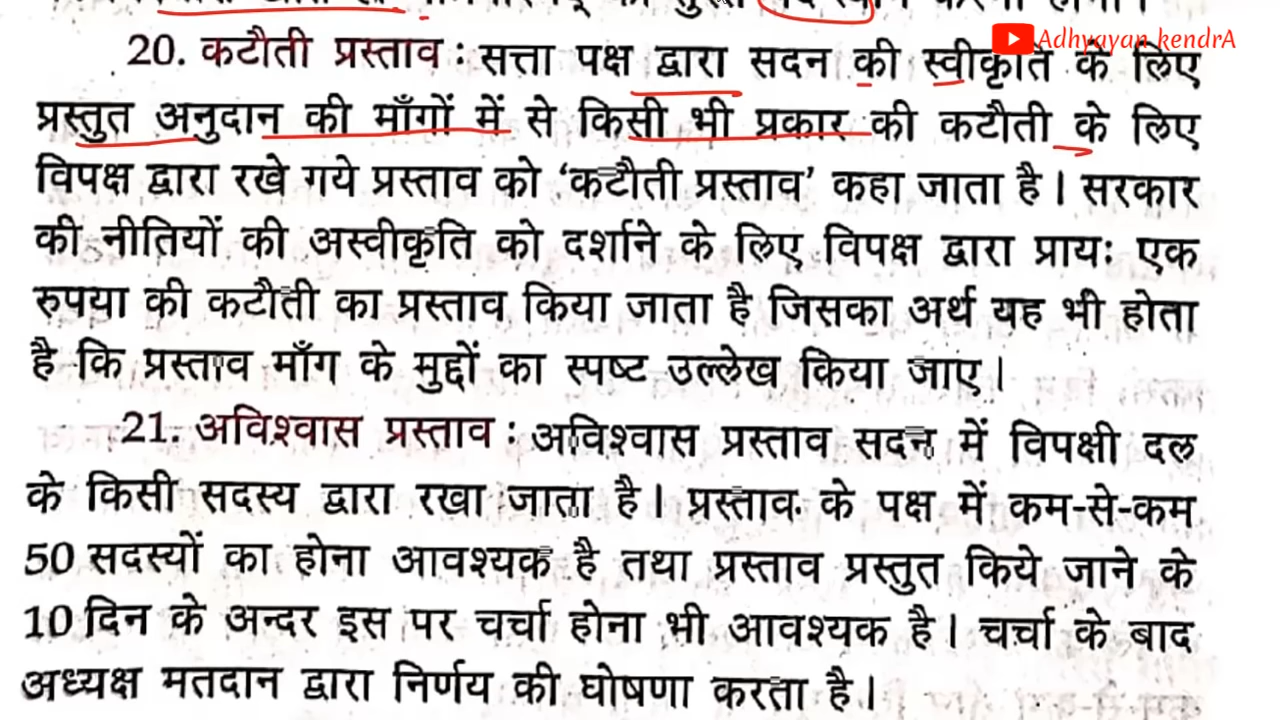 Adhyayan kendrA
20. कटौती प्रस्ताव : सत्ता पक्ष द्वारा सदन की स्वीकृति के लिए
प्रस्तुत अनुदान की माँगों में से किसी भी प्रकार की कटौती के लिए
विपक्ष द्वारा रखे गये प्रस्ताव को ‘कटौती प्रस्ताव’ कहा जाता है। सरकार
की नीतियों की अस्वीकृति को दर्शाने के लिए विपक्ष द्वारा प्रायः एक
रुपया की कटौती का प्रस्ताव किया जाता है जिसका अर्थ यह भी होता
है कि प्रस्ताव माँग के मुद्दों का स्पष्ट उल्लेख किया जाए।
21. अविश्वास प्रस्ताव : अविश्वास प्रस्ताव सदन में विपक्षी दल
के किसी सदस्य द्वारा रखा जाता है। प्रस्ताव के पक्ष में कम-से-कम
50 सदस्यों का होना आवश्यक है तथा प्रस्ताव प्रस्तुत किये जाने के
10 दिन के अन्दर इस पर चर्चा होना भी आवश्यक है। चर्चा के बाद
अध्यक्ष मतदान द्वारा निर्णय की घोषणा करता है।